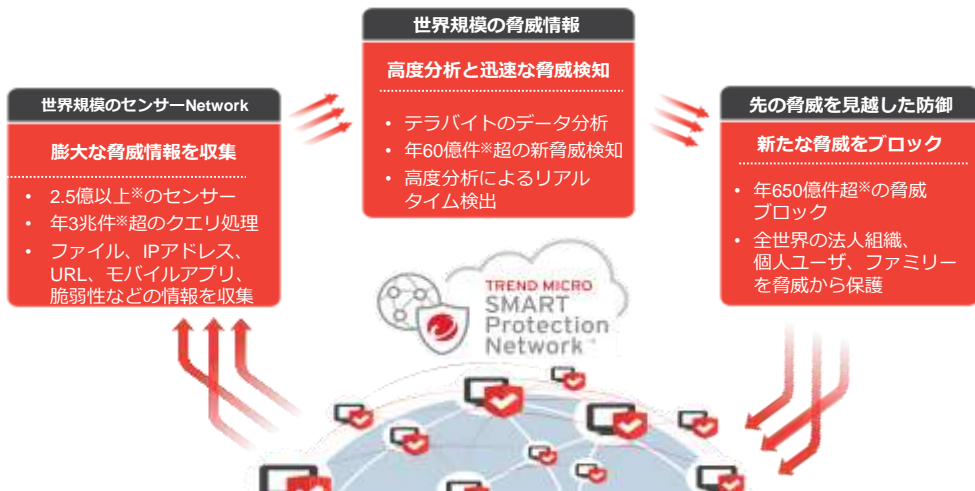 世界規模の脅威情報
高度分析と迅速な脅威検知
• テラバイトのデータ分析
• 年60億件※超の新脅威検知
• 高度分析によるリアル
タイム検出
世界規模のセンサーNetwork
膨大な脅威情報を収集
• 2.5億以上※のセンサー
• 年3兆件※超のクエリ処理
• ファイル、IPアドレス、
URL、モバイルアプリ、
脆弱性などの情報を収集
先の脅威を見越した防御
新たな脅威をブロック
• 年650億件超※の脅威
ブロック
• 全世界の法人組織、
個人ユーザ、ファミリー
を脅威から保護
TREND MICRO
SMART
Protection
Network™